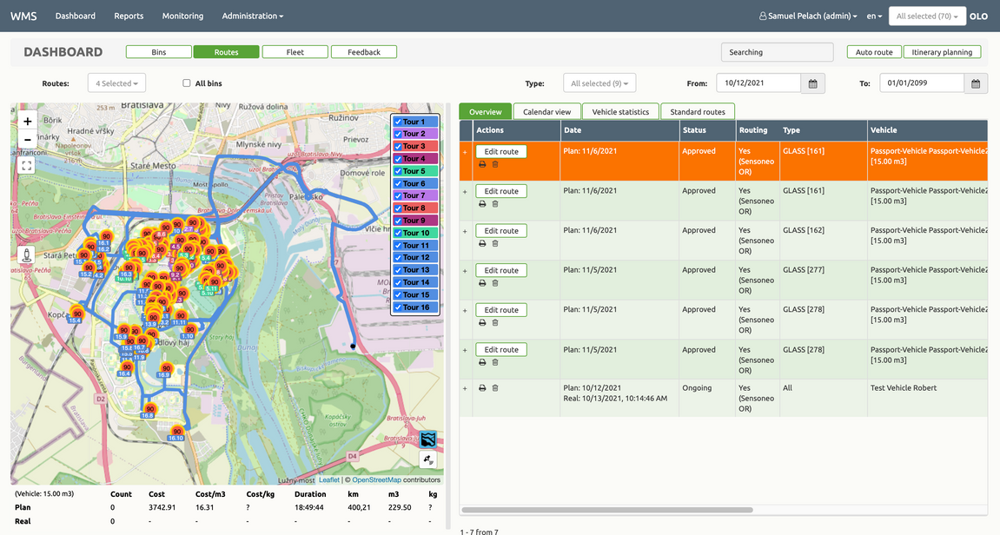 WMS Dashboard Reports Monitoring Administration Samuel Pelach (admin) en All selected (70) OLO
DASHBOARD Bins Routes Fleet Feedback Searching Auto route Itinerary planning
Routes: 4 Selected All bins Type: All selected (9) From: 10/12/2021 To: 01/01/2099
Overview Calendar view Vehicle statistics Standard routes
Actions Date Status Routing Type Vehicle
+ Edit route Plan: 11/6/2021 Approved Yes GLASS [161] Passport-Vehicle Passport-Vehicle2
(Sensoneo [15.00 m3]
OR)
+ Edit route Plan: 11/6/2021 Approved Yes GLASS [161] Passport-Vehicle Passport-Vehicle2
(Sensoneo [15.00 m3]
OR)
+ Edit route Plan: 11/6/2021 Approved Yes GLASS [162] Passport-Vehicle Passport-Vehicle2
(Sensoneo [15.00 m3]
OR)
+ Edit route Plan: 11/5/2021 Approved Yes GLASS [277] Passport-Vehicle Passport-Vehicle2
(Sensoneo [15.00 m3]
OR)
+ Edit route Plan: 11/5/2021 Approved Yes GLASS [278] Passport-Vehicle Passport-Vehicle2
(Sensoneo [15.00 m3]
OR)
+ Edit route Plan: 11/5/2021 Approved Yes GLASS [278] Passport-Vehicle Passport-Vehicle2
(Sensoneo [15.00 m3]
OR)
+ Plan: 10/12/2021 Ongoing Yes All Test Vehicle Robert
Real: 10/13/2021, 10:14:46 AM (Sensoneo
OR)
1 - 7 from 7
+
−
Tour 1
Tour 2
Tour 3
Tour 4
Tour 5
Tour 6
Tour 7
Tour 8
Tour 9
Tour 10
Tour 11
Tour 12
Tour 13
Tour 14
Tour 15
Tour 16
253 m
Bratislava
Ružová dolina
Ružinov
Bôrik
Hradné vŕšky
Prievoz
Mlynské nivy
Staré Mesto
Domové role
Most Apollo
Vlčie hr
Kopča
Starý háj
Dunaj
D2
Kopáčsky
ostrov
D4
Lužný most
Leaflet | © OpenStreetMap contributors
(Vehicle: 15.00 m3) Count Cost Cost/m3 Cost/kg Duration km m3 kg
Plan 0 3742.91 16.31 ? 18:49:44 400,21 229.50 ?
Real 0 - - - - - - -